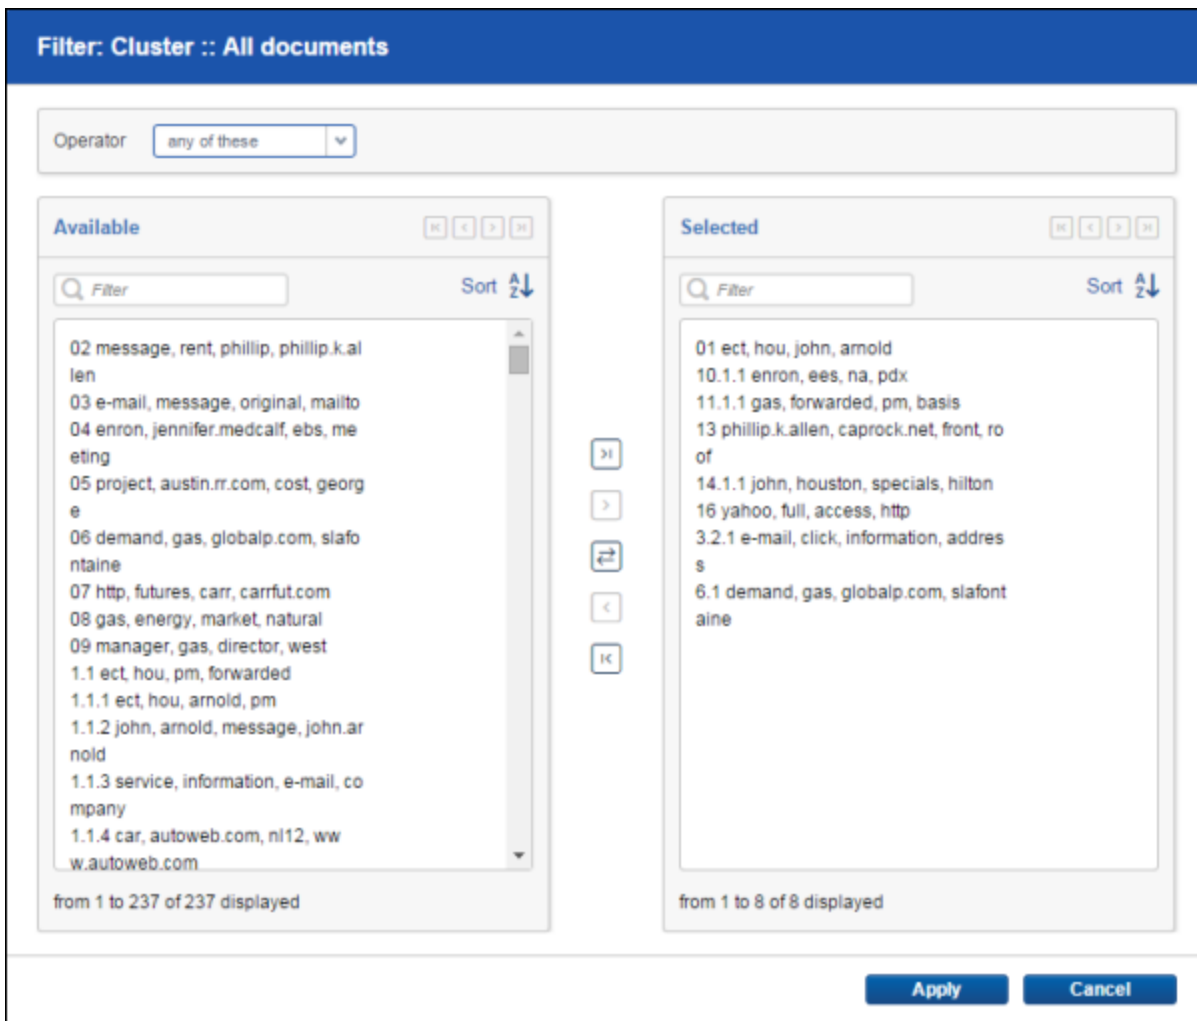 Filter: Cluster :: All documents
Operator any of these
Available
Filter
Sort AZ
02 message, rent, phillip, phillip.k.al
len
03 e-mail, message, original, mailto
04 enron, jennifer.medcalf, ebs, me
eting
05 project, austin.rr.com, cost, georg
e
06 demand, gas, globalp.com, slafo
ntaine
07 http, futures, carr, carrfut.com
08 gas, energy, market, natural
09 manager, gas, director, west
1.1 ect, hou, pm, forwarded
1.1.1 ect, hou, arnold, pm
1.1.2 john, arnold, message, john.ar
nold
1.1.3 service, information, e-mail, co
mpany
1.1.4 car, autoweb.com, nl12, ww
w.autoweb.com
from 1 to 237 of 237 displayed
Selected
Filter
Sort AZ
01 ect, hou, john, arnold
10.1.1 enron, ees, na, pdx
11.1.1 gas, forwarded, pm, basis
13 phillip.k.allen, caprock.net, front, ro
of
14.1.1 john, houston, specials, hilton
16 yahoo, full, access, http
3.2.1 e-mail, click, information, addres
s
6.1 demand, gas, globalp.com, slafont
aine
from 1 to 8 of 8 displayed
Apply
Cancel